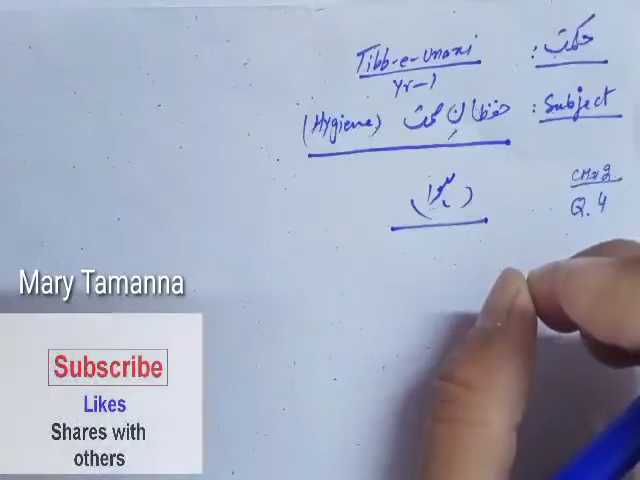 حکمت : Tibb-e-Unani
Yr-1
Subject : حفظانِ صحت (Hygiene)
CH#2
(ہوا)
Q.4
Mary Tamanna
Subscribe
Likes
Shares with
others